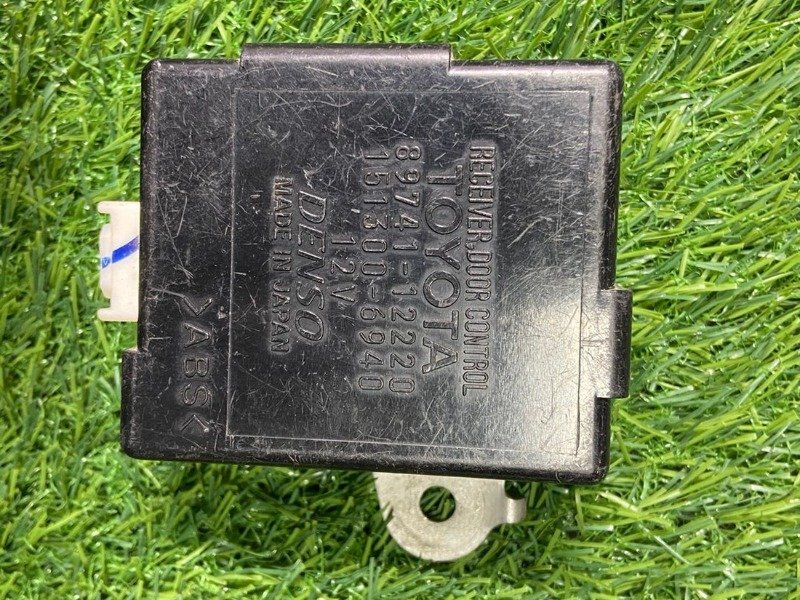 RECEIVER,DOOR CONTROL
TOYOTA
89741-12220
151300-6940
12V
DENSO
MADE IN JAPAN
>ABS<